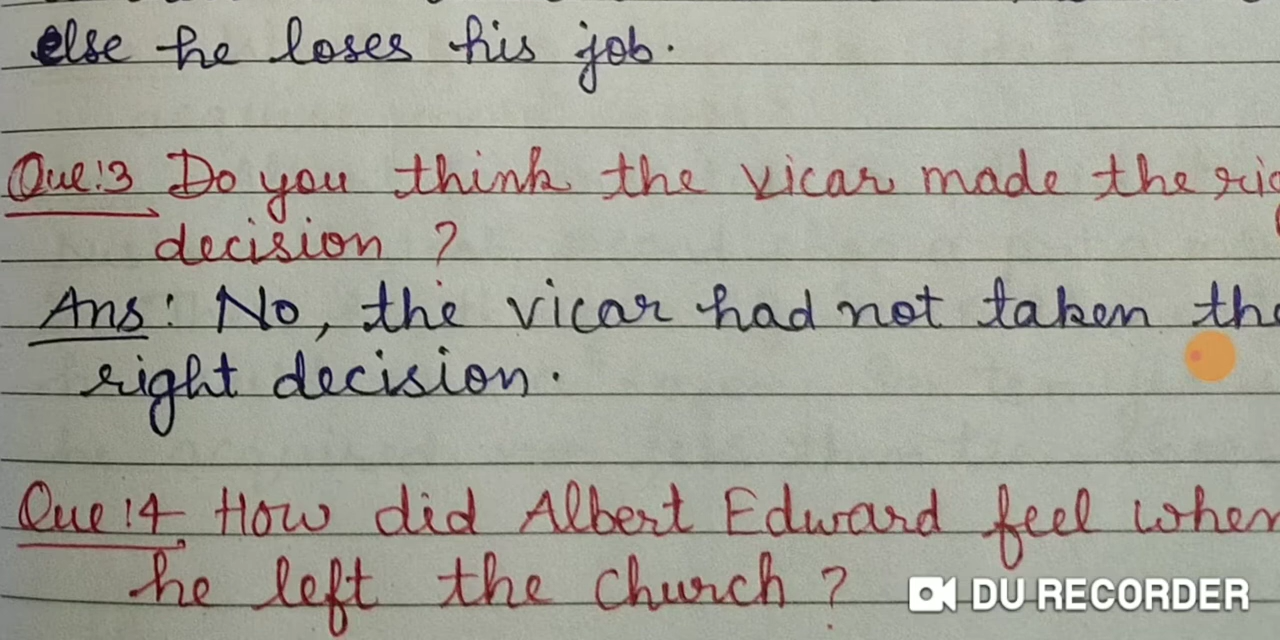 else he loses his job.
Que:3 Do you think the vicar made the
decision ?
Ans: No, the vicar had not taken the
right decision.
Que:4 How did Albert Edward feel when
he left the church ?
DU RECORDER